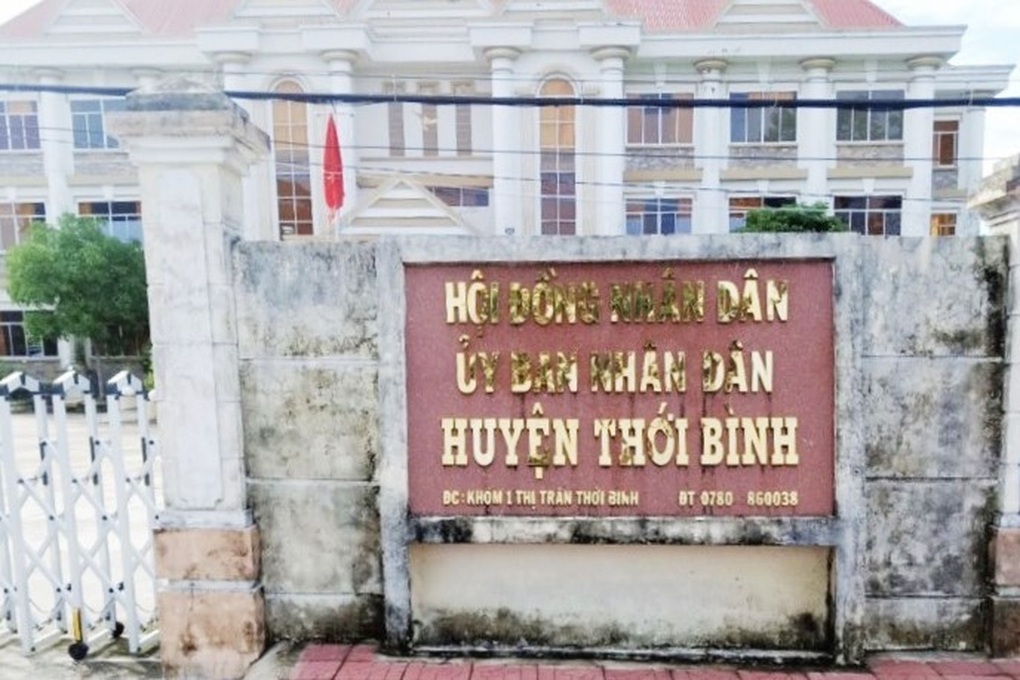 HỘI ĐỒNG NHÂN DÂN
ỦY BAN NHÂN DÂN
HUYỆN THỚI BÌNH
ĐC: KHÓM 1 THỊ TRẤN THỚI BÌNH ĐT 0780 860038